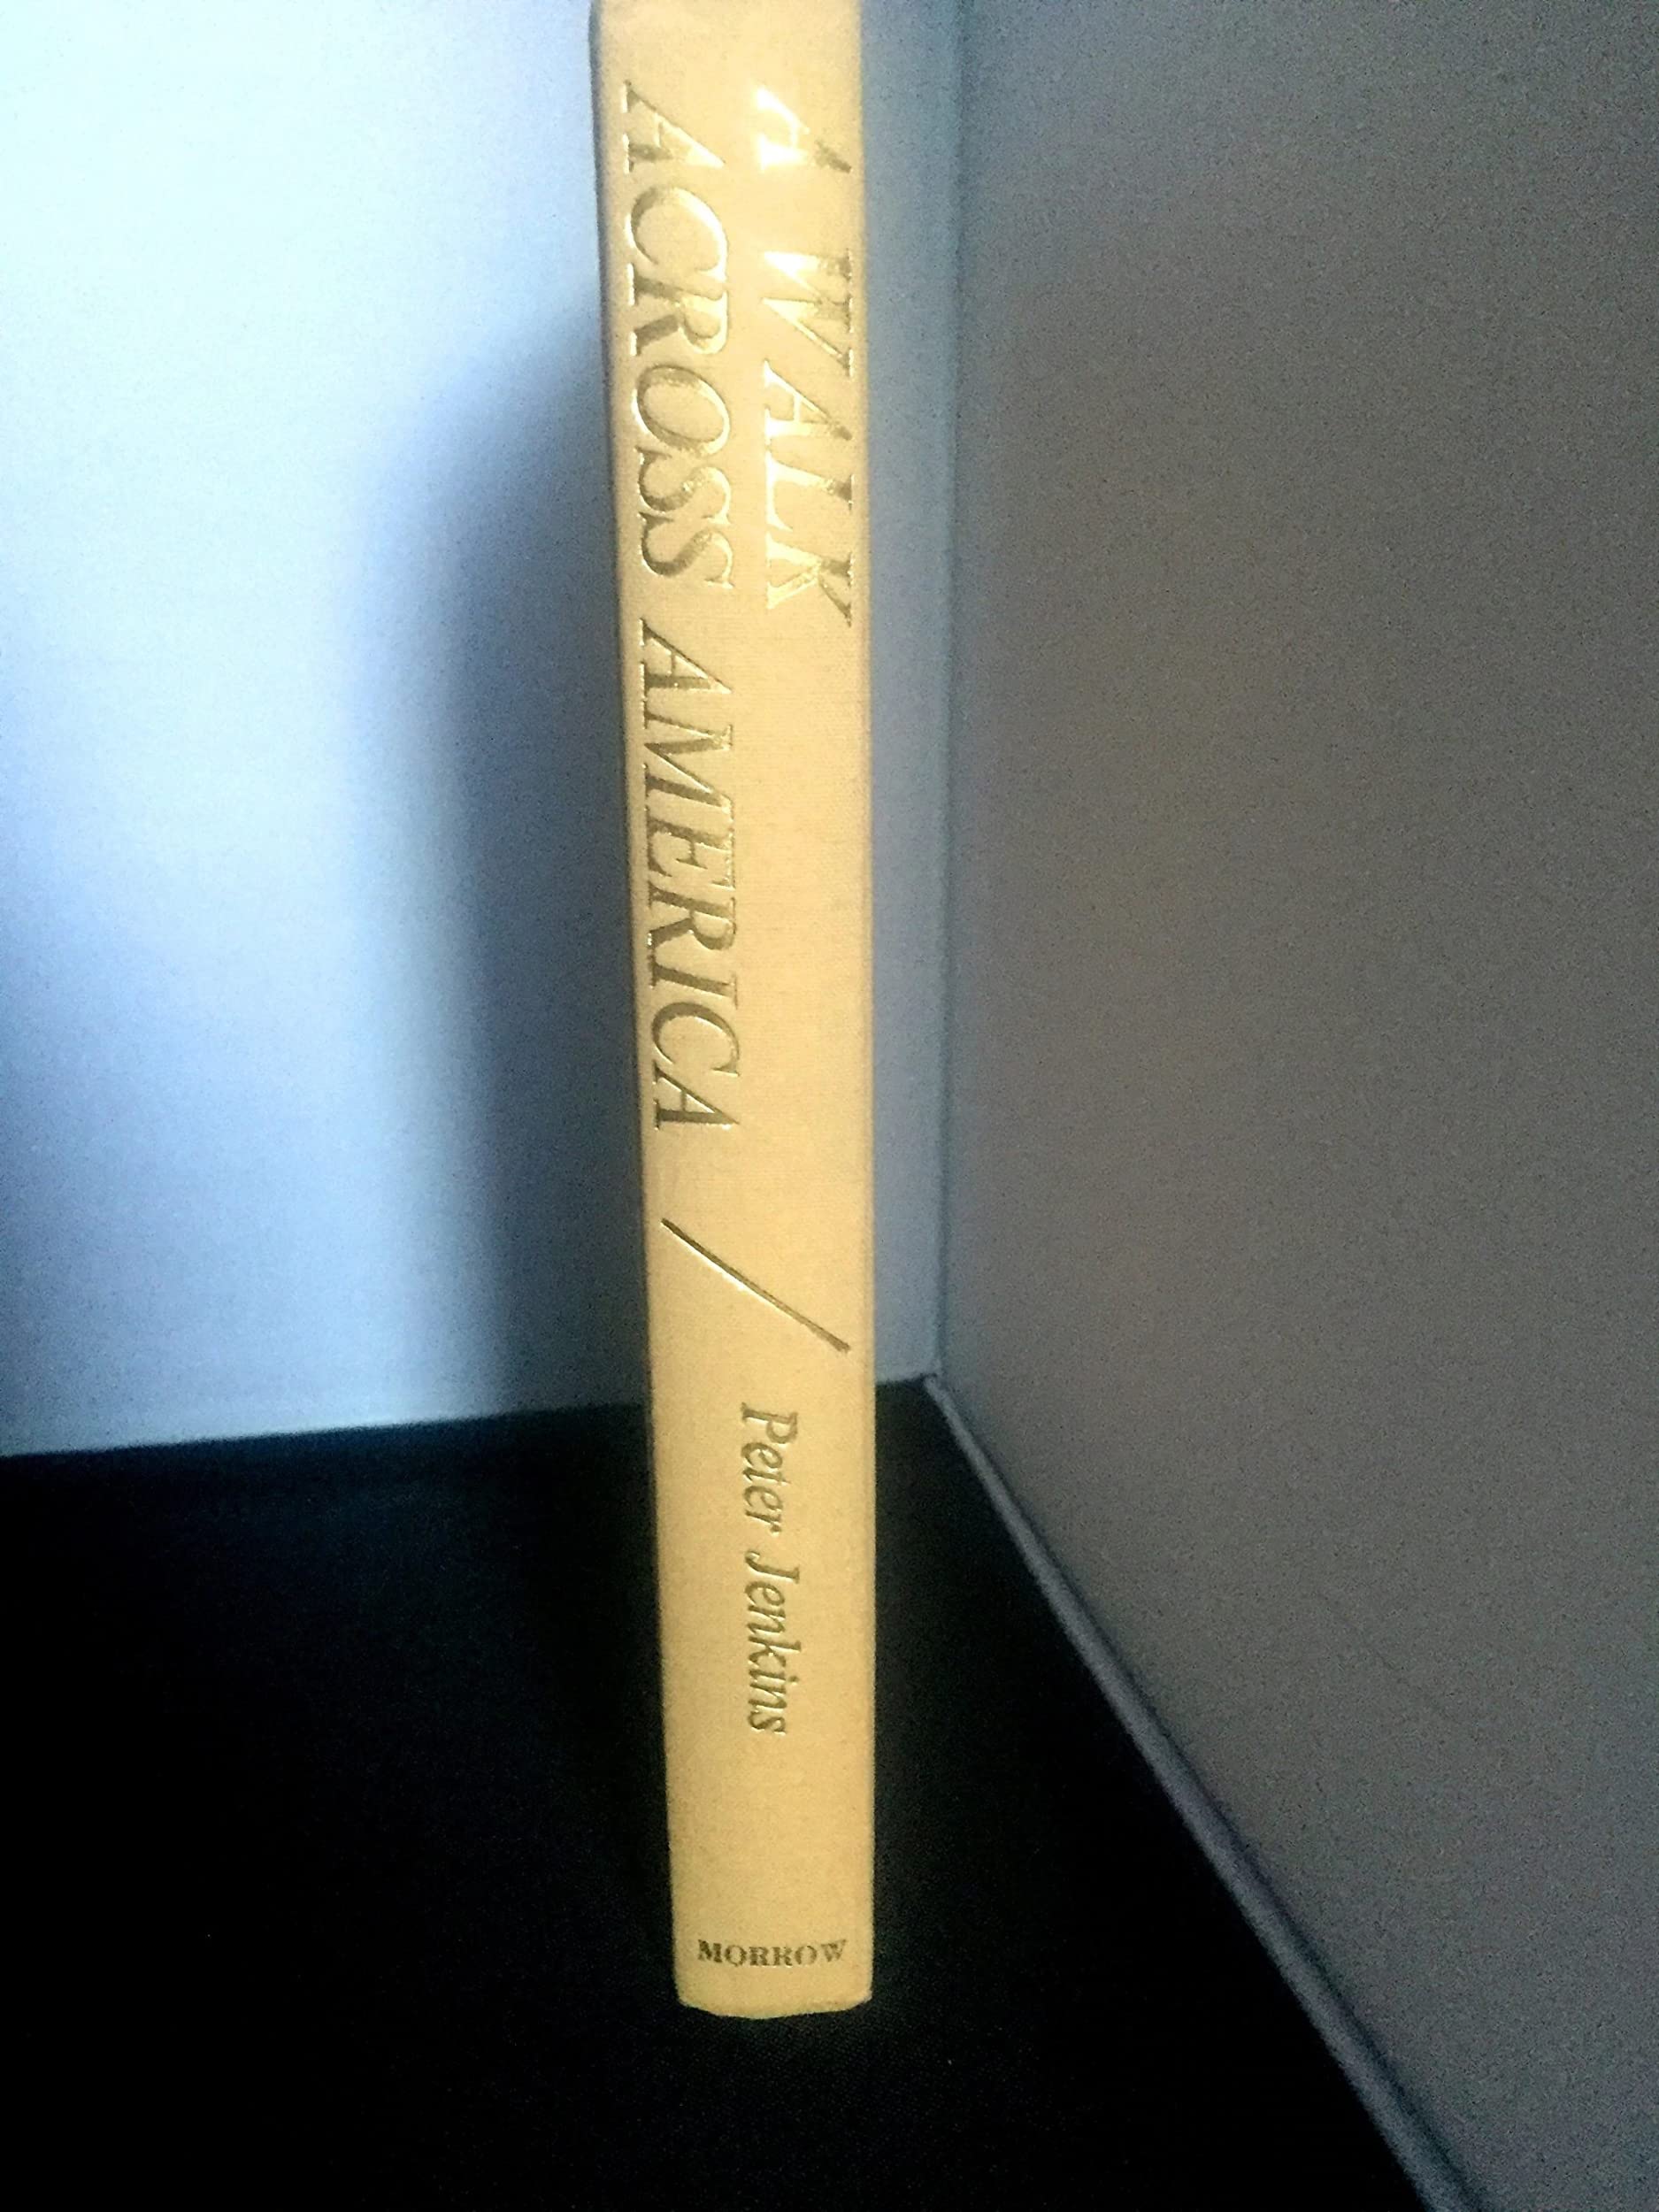 A WALK
ACROSS AMERICA /
Peter Jenkins
MORROW